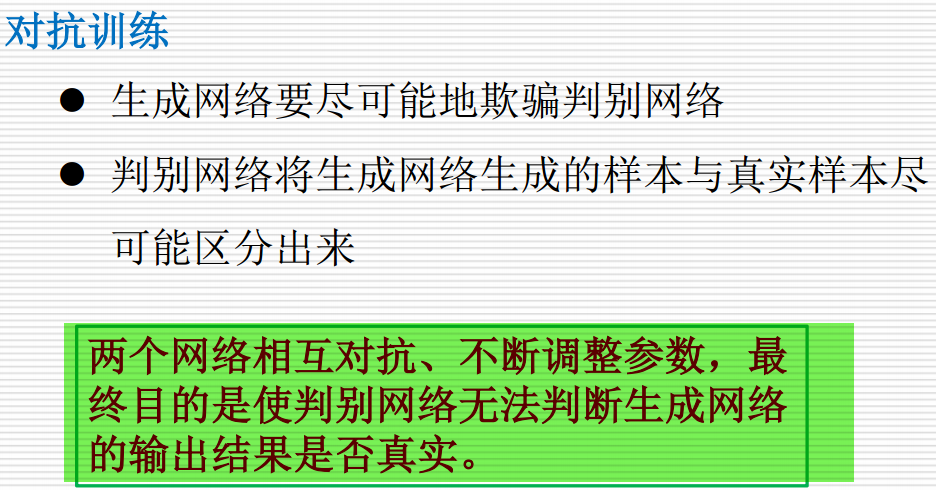 对抗训练
● 生成网络要尽可能地欺骗判别网络
● 判别网络将生成网络生成的样本与真实样本尽
可能区分出来
两个网络相互对抗、不断调整参数，最
终目的是使判别网络无法判断生成网络
的输出结果是否真实。